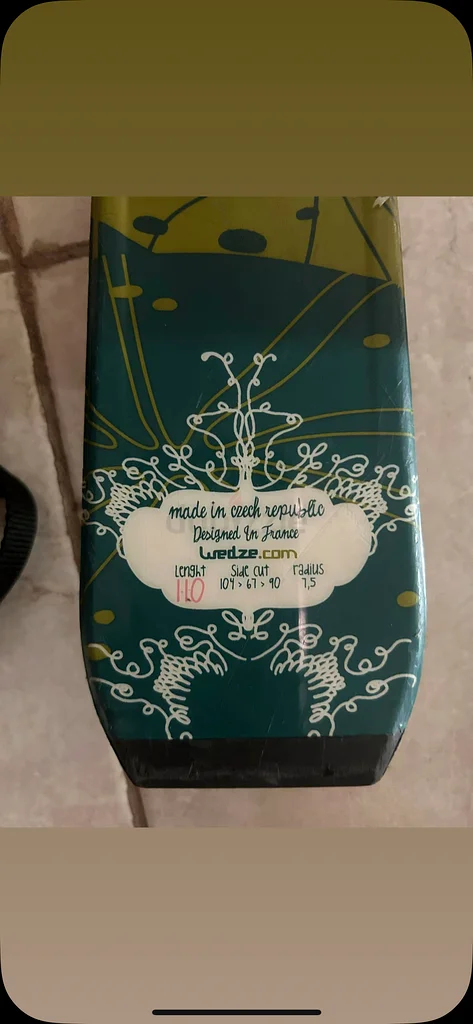 made in czech republic
Designed In France
wedze.com
Lenght Side cut radius
110 104 > 67 > 90 7,5